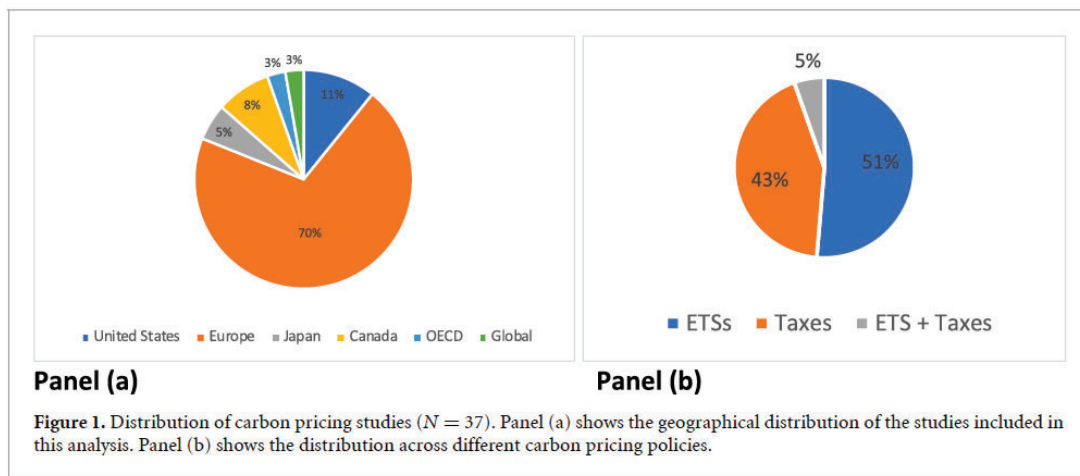 3% 3%
11%
8%
5%
70%
United States Europe Japan Canada OECD Global
Panel (a)
5%
51%
43%
ETSs Taxes ETS + Taxes
Panel (b)
Figure 1. Distribution of carbon pricing studies (N = 37). Panel (a) shows the geographical distribution of the studies included in
this analysis. Panel (b) shows the distribution across different carbon pricing policies.